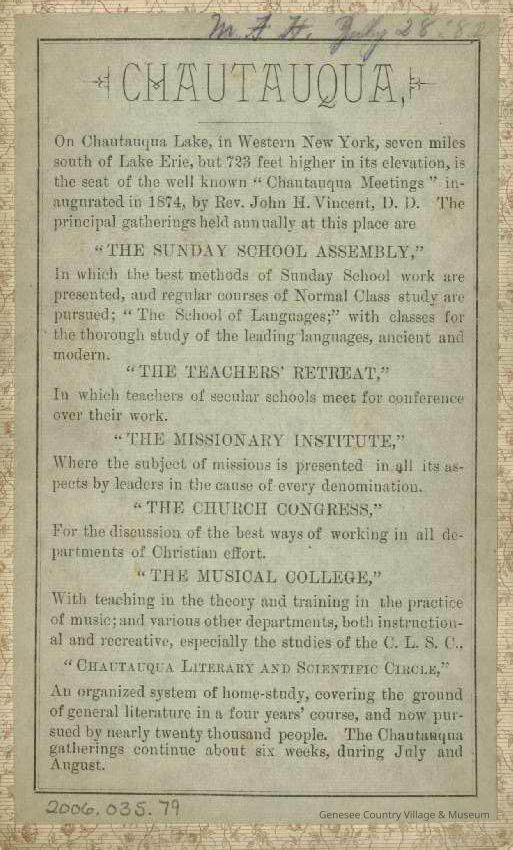 M. F. H. July 28. '8
CHAUTAUQUA,
On Chautauqua Lake, in Western New York, seven miles
south of Lake Erie, but 723 feet higher in its elevation, is
the seat of the well known “ Chautauqua Meetings ” in-
augurated in 1874, by Rev. John H. Vincent, D. D. The
principal gatherings held annually at this place are
“THE SUNDAY SCHOOL ASSEMBLY,”
In which the best methods of Sunday School work are
presented, and regular courses of Normal Class study are
pursued; “ The School of Languages;” with classes for
the thorough study of the leading languages, ancient and
modern.
“THE TEACHERS’ RETREAT,”
In which teachers of secular schools meet for conference
over their work.
“THE MISSIONARY INSTITUTE,”
Where the subject of missions is presented in all its as-
pects by leaders in the cause of every denomination.
“THE CHURCH CONGRESS,”
For the discussion of the best ways of working in all de-
partments of Christian effort.
“THE MUSICAL COLLEGE,”
With teaching in the theory and training in the practice
of music; and various other departments, both instruction-
al and recreative, especially the studies of the C. L. S. C.,
“CHAUTAUQUA LITERARY AND SCIENTIFIC CIRCLE,”
An organized system of home-study, covering the ground
of general literature in a four years’ course, and now pur-
sued by nearly twenty thousand people. The Chautauqua
gatherings continue about six weeks, during July and
August.
2006.035.79
Genesee Country Village & Museum